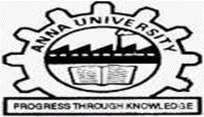 ANNA UNIVERSITY
PROGRESS THROUGH KNOWLEDGE